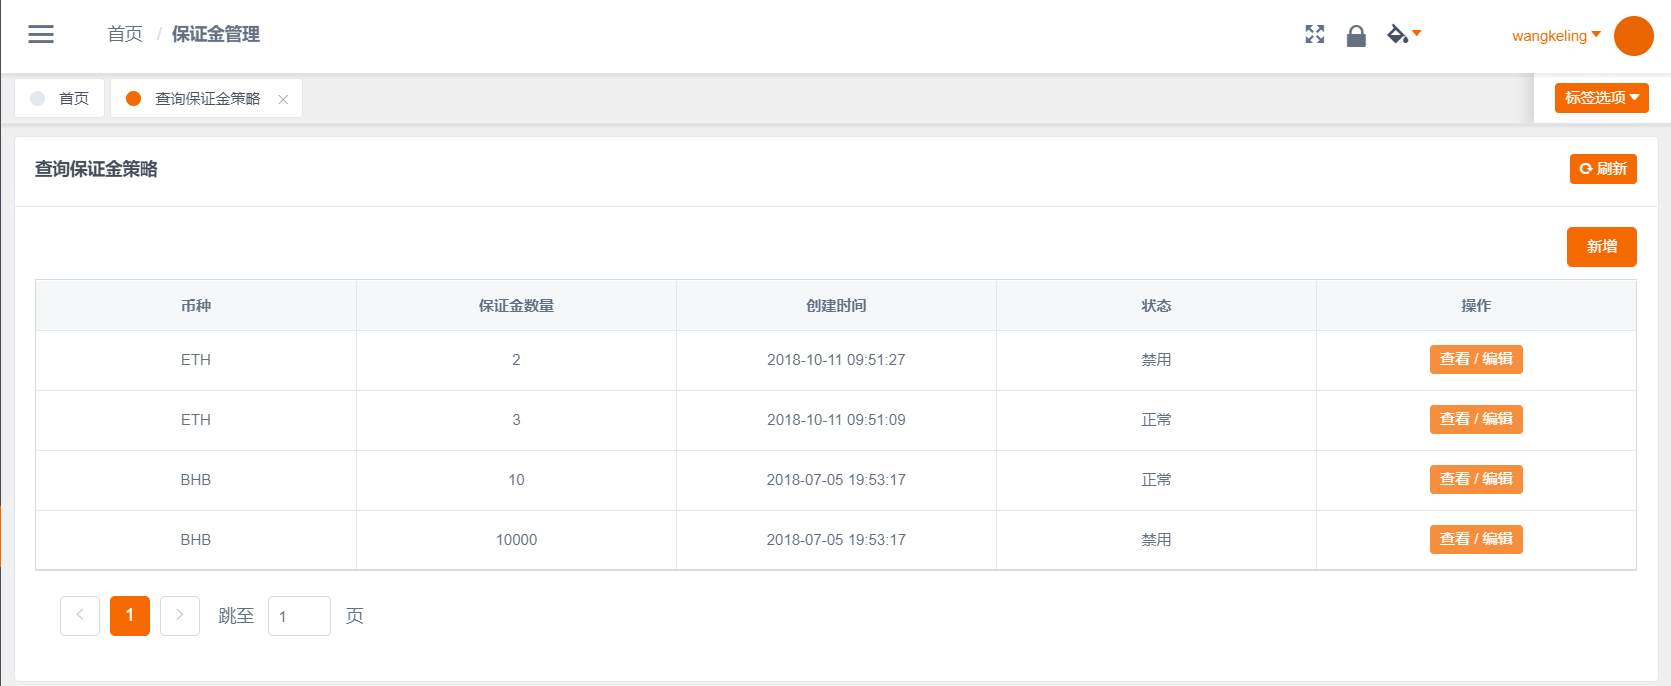 首页 / 保证金管理
wangkeling
首页
查询保证金策略
标签选项
查询保证金策略
刷新
新增
币种 保证金数量 创建时间 状态 操作
ETH 2 2018-10-11 09:51:27 禁用 查看 / 编辑
ETH 3 2018-10-11 09:51:09 正常 查看 / 编辑
BHB 10 2018-07-05 19:53:17 正常 查看 / 编辑
BHB 10000 2018-07-05 19:53:17 禁用 查看 / 编辑
1 跳至 1 页